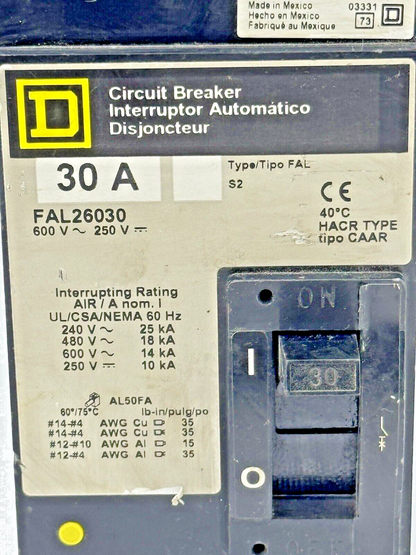 Made in Mexico 03331
Hecho en Mexico 73
Fabriqué au Mexique
Circuit Breaker
Interruptor Automático
Disjoncteur
30 A
Type/Tipo FAL
S2
FAL26030
600 V ~ 250 V ⎓
CE
40°C
HACR TYPE
tipo CAAR
Interrupting Rating
AIR / A nom. I
UL/CSA/NEMA 60 Hz
240 V ~ 25 kA
480 V ~ 18 kA
600 V ~ 14 kA
250 V ⎓ 10 kA
AL50FA
60°/75°C lb-in/pulg/po
#14-#4 AWG Cu 35
#14-#4 AWG Cu 35
#12-#10 AWG Al 15
#12-#4 AWG Al 35
ON
I
30
O